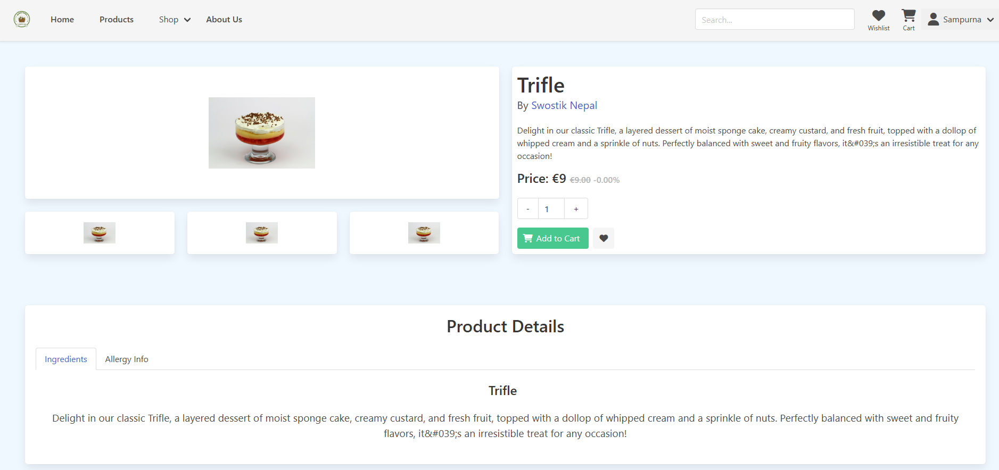 Home
Products
Shop
About Us
Search...
Wishlist
Cart
Sampurna
Trifle
By Swostik Nepal
Delight in our classic Trifle, a layered dessert of moist sponge cake, creamy custard, and fresh fruit, topped with a dollop of
whipped cream and a sprinkle of nuts. Perfectly balanced with sweet and fruity flavors, it&#039;s an irresistible treat for any
occasion!
Price: €9 €9.00 -0.00%
- 1 +
Add to Cart
Product Details
Ingredients
Allergy Info
Trifle
Delight in our classic Trifle, a layered dessert of moist sponge cake, creamy custard, and fresh fruit, topped with a dollop of whipped cream and a sprinkle of nuts. Perfectly balanced with sweet and fruity
flavors, it&#039;s an irresistible treat for any occasion!